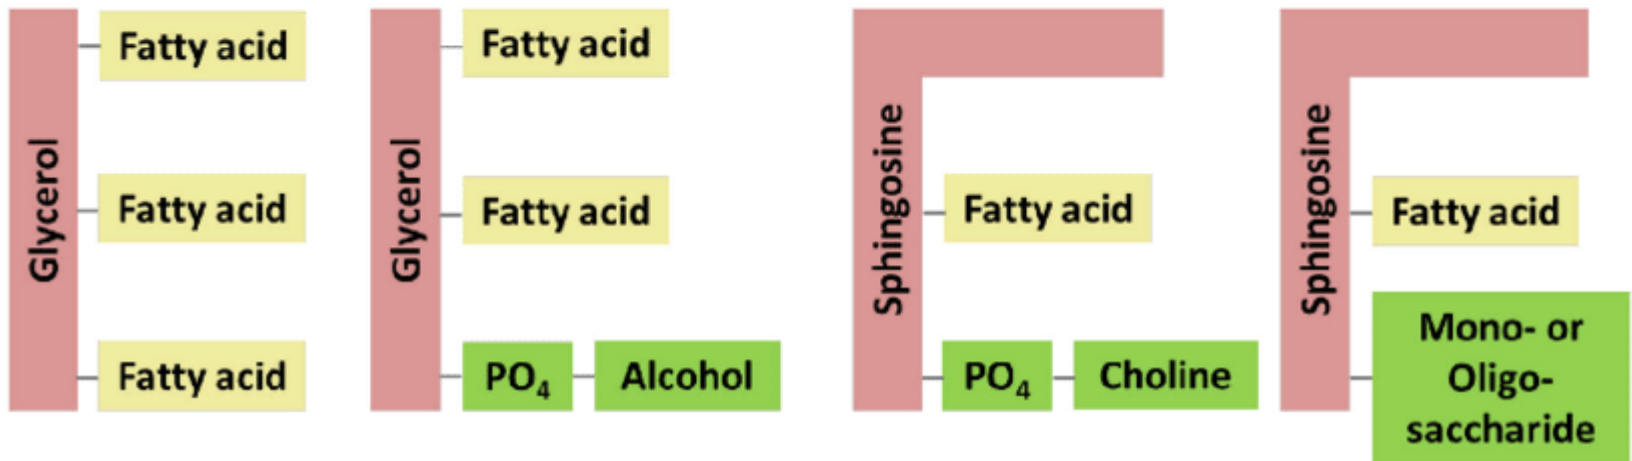 Glycerol
Fatty acid
Fatty acid
Fatty acid
Glycerol
Fatty acid
Fatty acid
PO₄
Alcohol
Sphingosine
Fatty acid
PO₄
Choline
Sphingosine
Fatty acid
Mono- or
Oligo-
saccharide